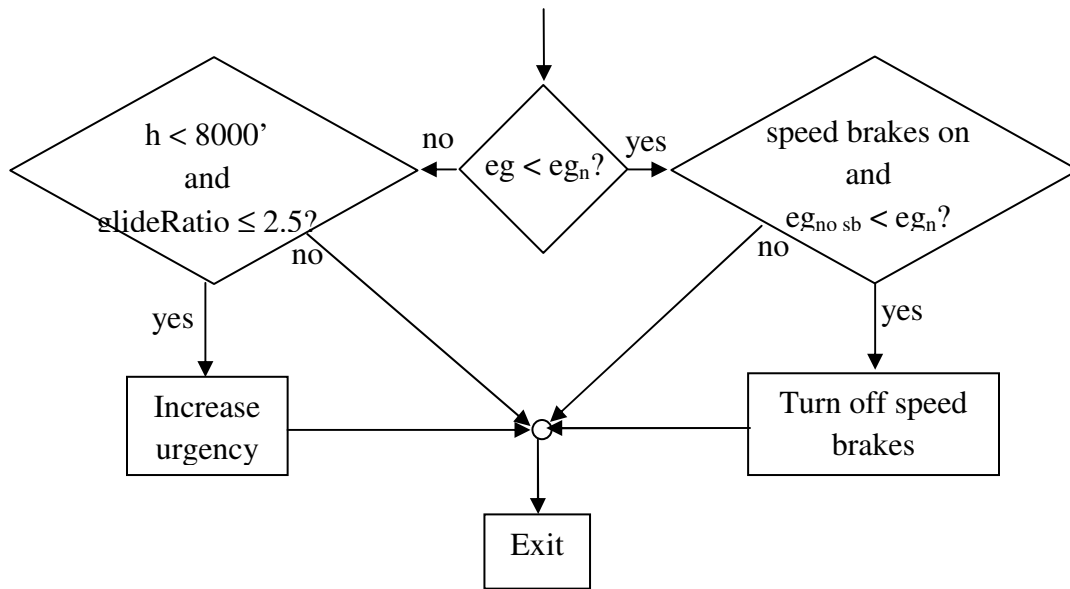 h < 8000’
and
glideRatio ≤ 2.5?
no
eg < egₙ?
yes
speed brakes on
and
eg_no sb < egₙ?
no
no
yes
yes
Increase
urgency
Turn off speed
brakes
Exit